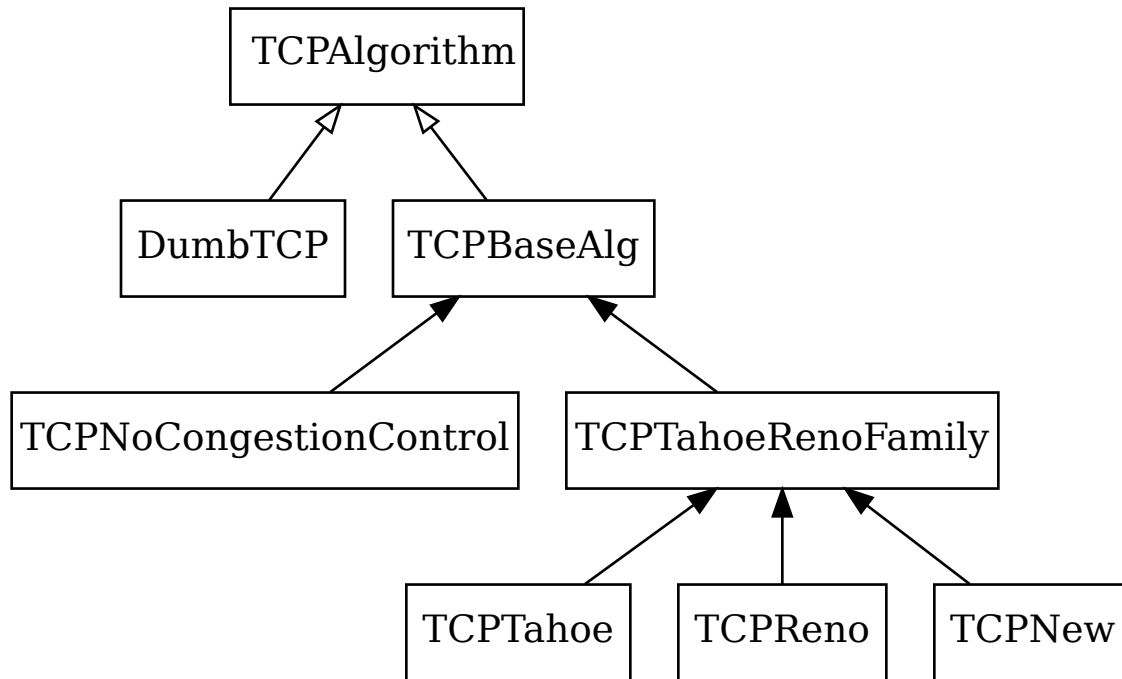 TCPAlgorithm
DumbTCP
TCPBaseAlg
TCPNoCongestionControl
TCPTahoeRenoFamily
TCPTahoe
TCPReno
TCPNew